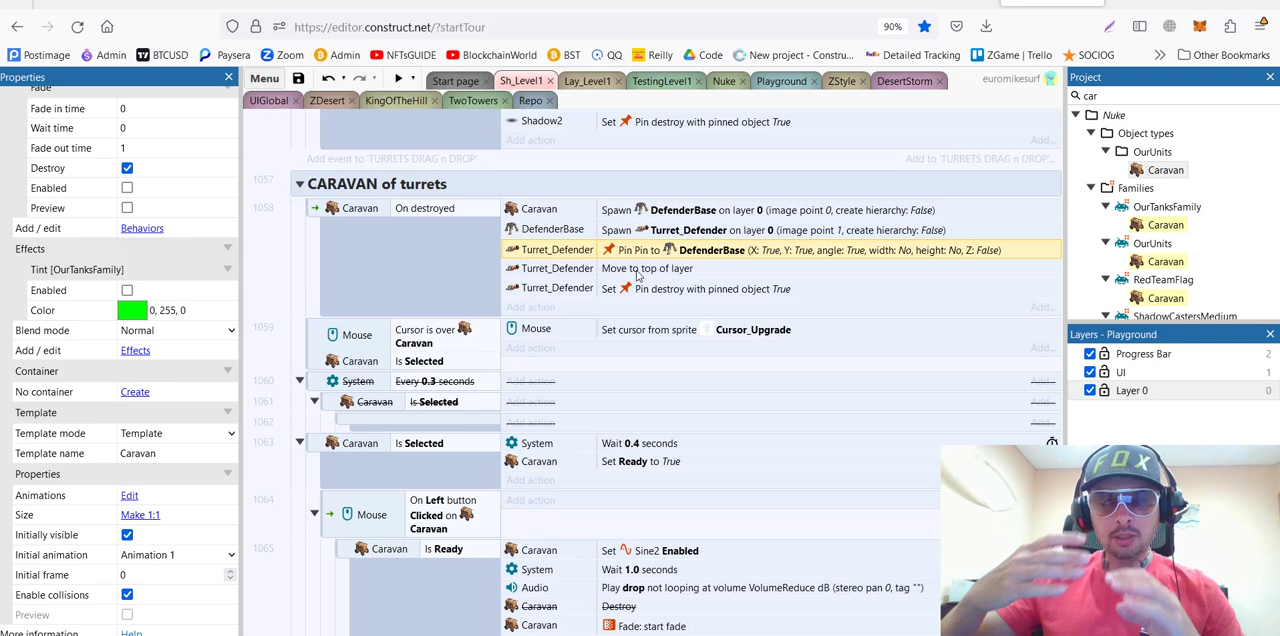 https://editor.construct.net/?startTour
90%
Postimage
Admin
BTCUSD
Paysera
Zoom
Admin
NFTsGUIDE
BlockchainWorld
BST
QQ
Reilly
Code
New project - Constru...
Detailed Tracking
ZGame | Trello
SOCIOG
Other Bookmarks
Properties
Menu
Start page
Sh_Level1
Lay_Level1
TestingLevel1
Nuke
Playground
ZStyle
DesertStorm
euromikesurf
Project
UIGlobal
ZDesert
KingOfTheHill
TwoTowers
Repo
car
Fade
Fade in time 0
Wait time 0
Fade out time 1
Destroy
Enabled
Preview
Add / edit Behaviors
Effects
Tint [OurTanksFamily]
Enabled
Color 0, 255, 0
Blend mode Normal
Add / edit Effects
Container
No container Create
Template
Template mode Template
Template name Caravan
Properties
Animations Edit
Size Make 1:1
Initially visible
Initial animation Animation 1
Initial frame 0
Enable collisions
Preview
More information Help
Shadow2 Set Pin destroy with pinned object True
Add action
Add event to 'TURRETS DRAG n DROP' Add to 'TURRETS DRAG n DROP'...
1057 CARAVAN of turrets
1058 Caravan On destroyed
Caravan Spawn DefenderBase on layer 0 (image point 0, create hierarchy: False)
DefenderBase Spawn Turret_Defender on layer 0 (image point 1, create hierarchy: False)
Turret_Defender Pin Pin to DefenderBase (X: True, Y: True, angle: True, width: No, height: No, Z: False)
Turret_Defender Move to top of layer
Turret_Defender Set Pin destroy with pinned object True
Add action Add...
1059 Mouse Cursor is over Caravan
Caravan Is Selected
Mouse Set cursor from sprite Cursor_Upgrade
Add action Add...
1060 System Every 0.3 seconds Add action Add...
1061 Caravan Is Selected Add action Add...
1062 Add action Add...
1063 Caravan Is Selected
System Wait 0.4 seconds
Caravan Set Ready to True
Add action
1064 Mouse On Left button Clicked on Caravan
Add action
1065 Caravan Is Ready
Caravan Set Sine2 Enabled
System Wait 1.0 seconds
Audio Play drop not looping at volume VolumeReduce dB (stereo pan 0, tag "")
Caravan Destroy
Caravan Fade: start fade
Nuke
Object types
OurUnits
Caravan
Families
OurTanksFamily
Caravan
OurUnits
Caravan
RedTeamFlag
Caravan
ShadowCastersMedium
Layers - Playground
Progress Bar 2
UI 1
Layer 0 0
FOX